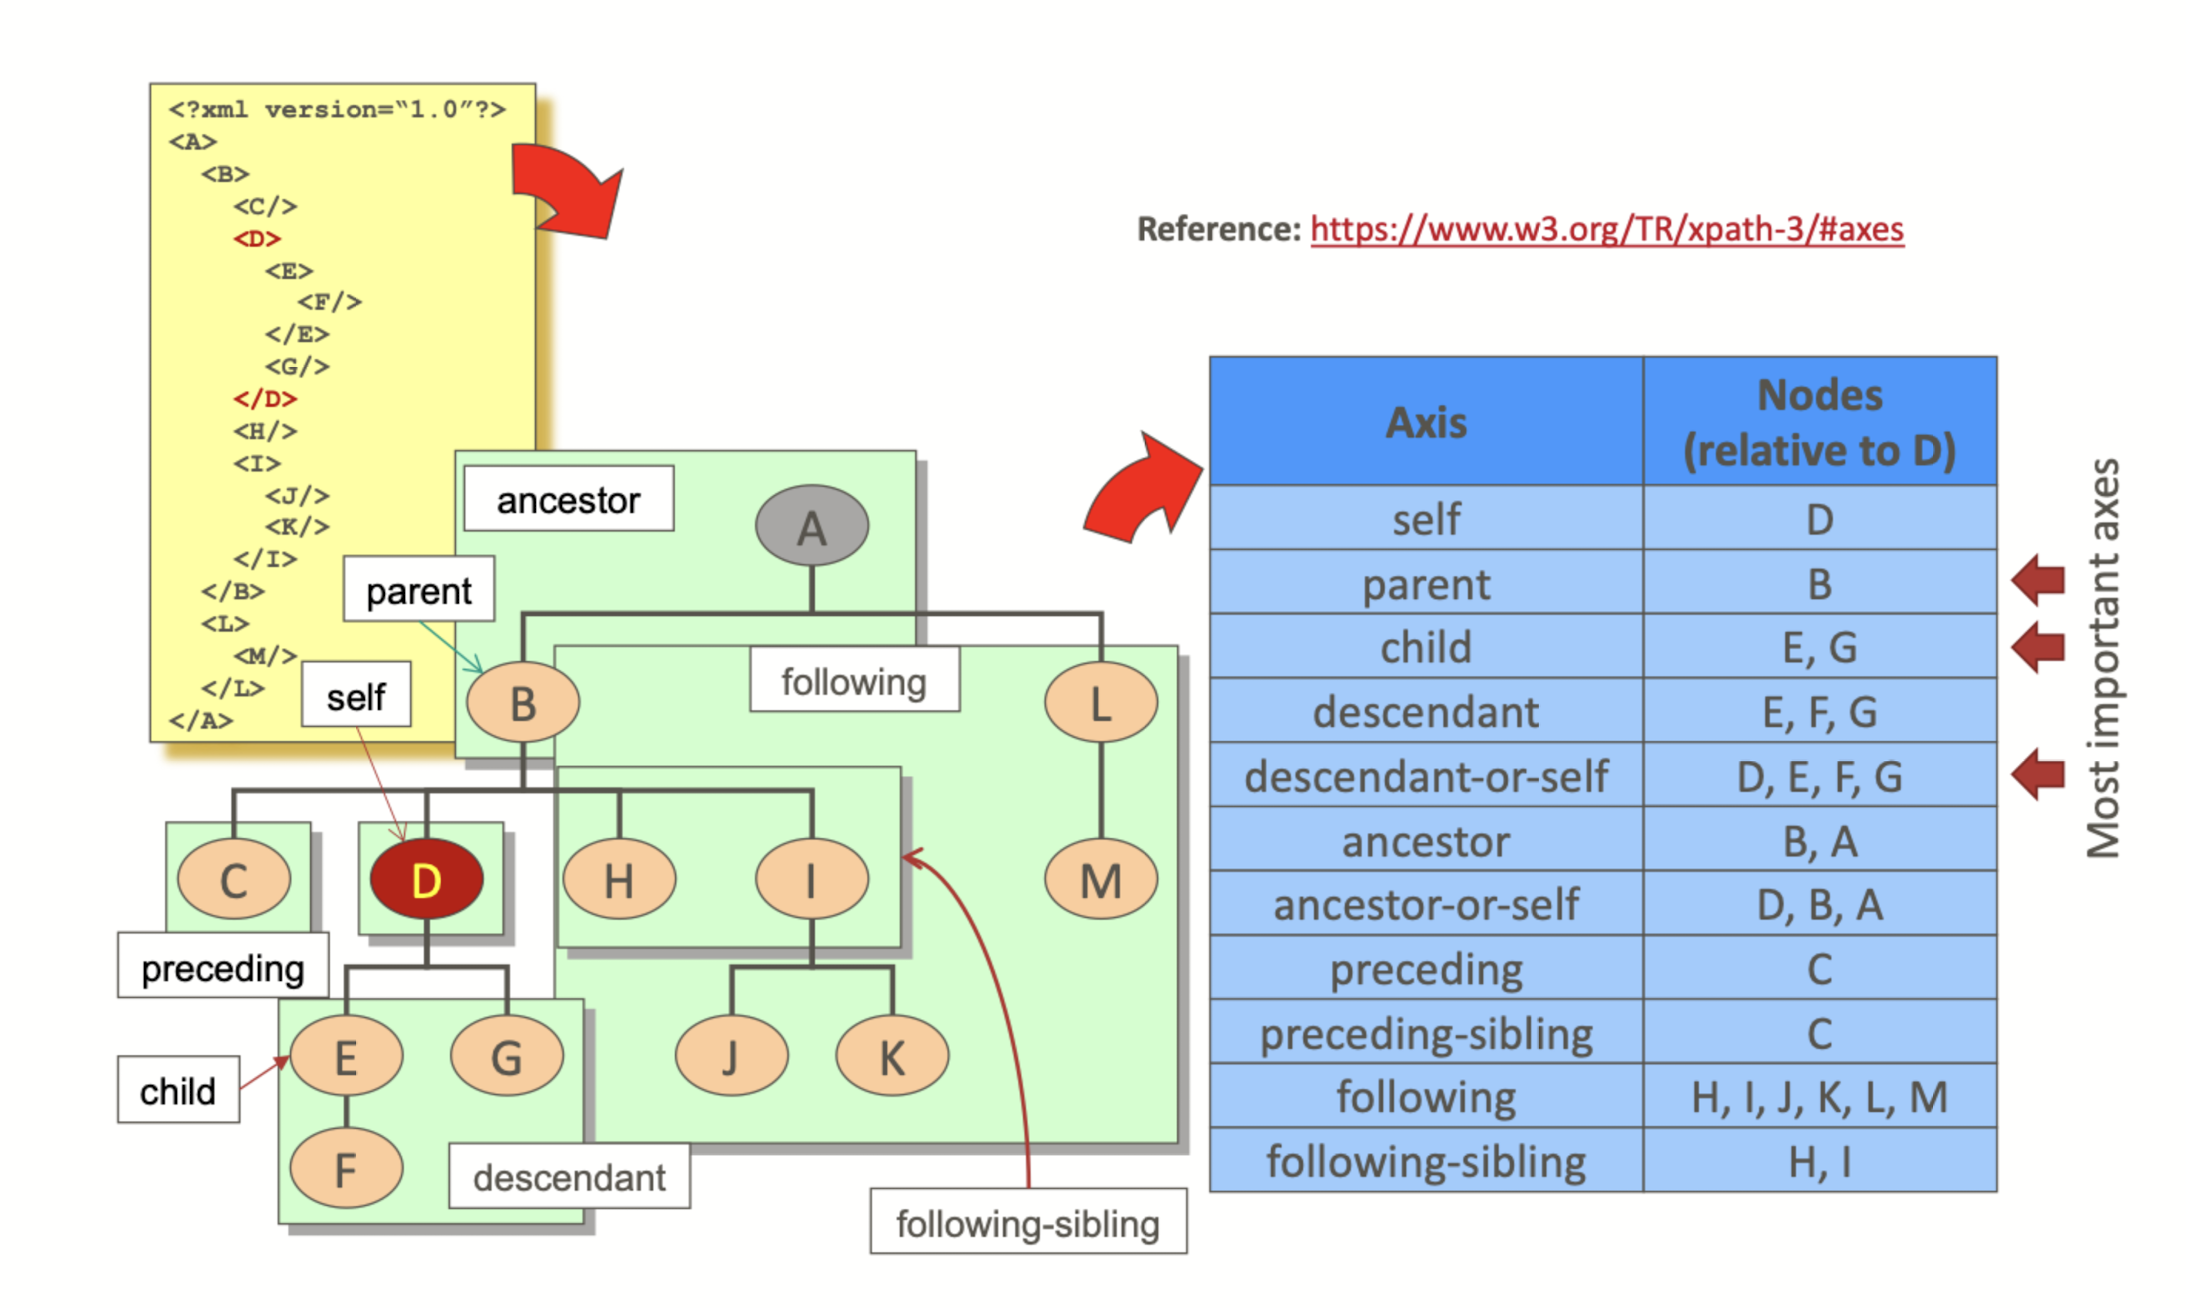 <?xml version=“1.0”?>
<A>
<B>
<C/>
<D>
<E>
<F/>
</E>
<G/>
</D>
<H/>
<I>
<J/>
<K/>
</I>
</B>
<L>
<M/>
</L>
</A>
Reference: https://www.w3.org/TR/xpath-3/#axes
ancestor
A
parent
following
self
B
L
C
D
H
I
M
preceding
E
G
J
K
child
F
descendant
following-sibling
Axis
Nodes
(relative to D)
self
D
parent
B
child
E, G
descendant
E, F, G
descendant-or-self
D, E, F, G
ancestor
B, A
ancestor-or-self
D, B, A
preceding
C
preceding-sibling
C
following
H, I, J, K, L, M
following-sibling
H, I
Most important axes